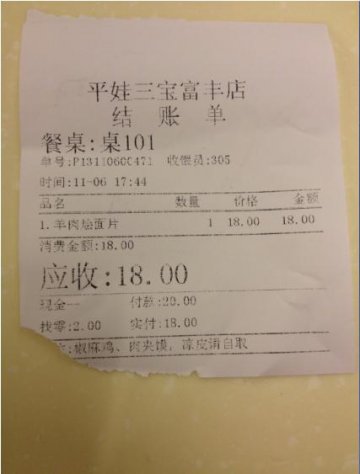 平娃三宝富丰店
结 账 单
餐桌:桌101
单号:P131106CC471 收银员:305
时间:11-06 17:44
品名 数量 价格 金额
1.羊肉烩面片 1 18.00 18.00
消费金额:18.00
应收:18.00
现金一 付款:20.00
找零:2.00 实付:18.00
:椒麻鸡、肉夹馍，凉皮请自取